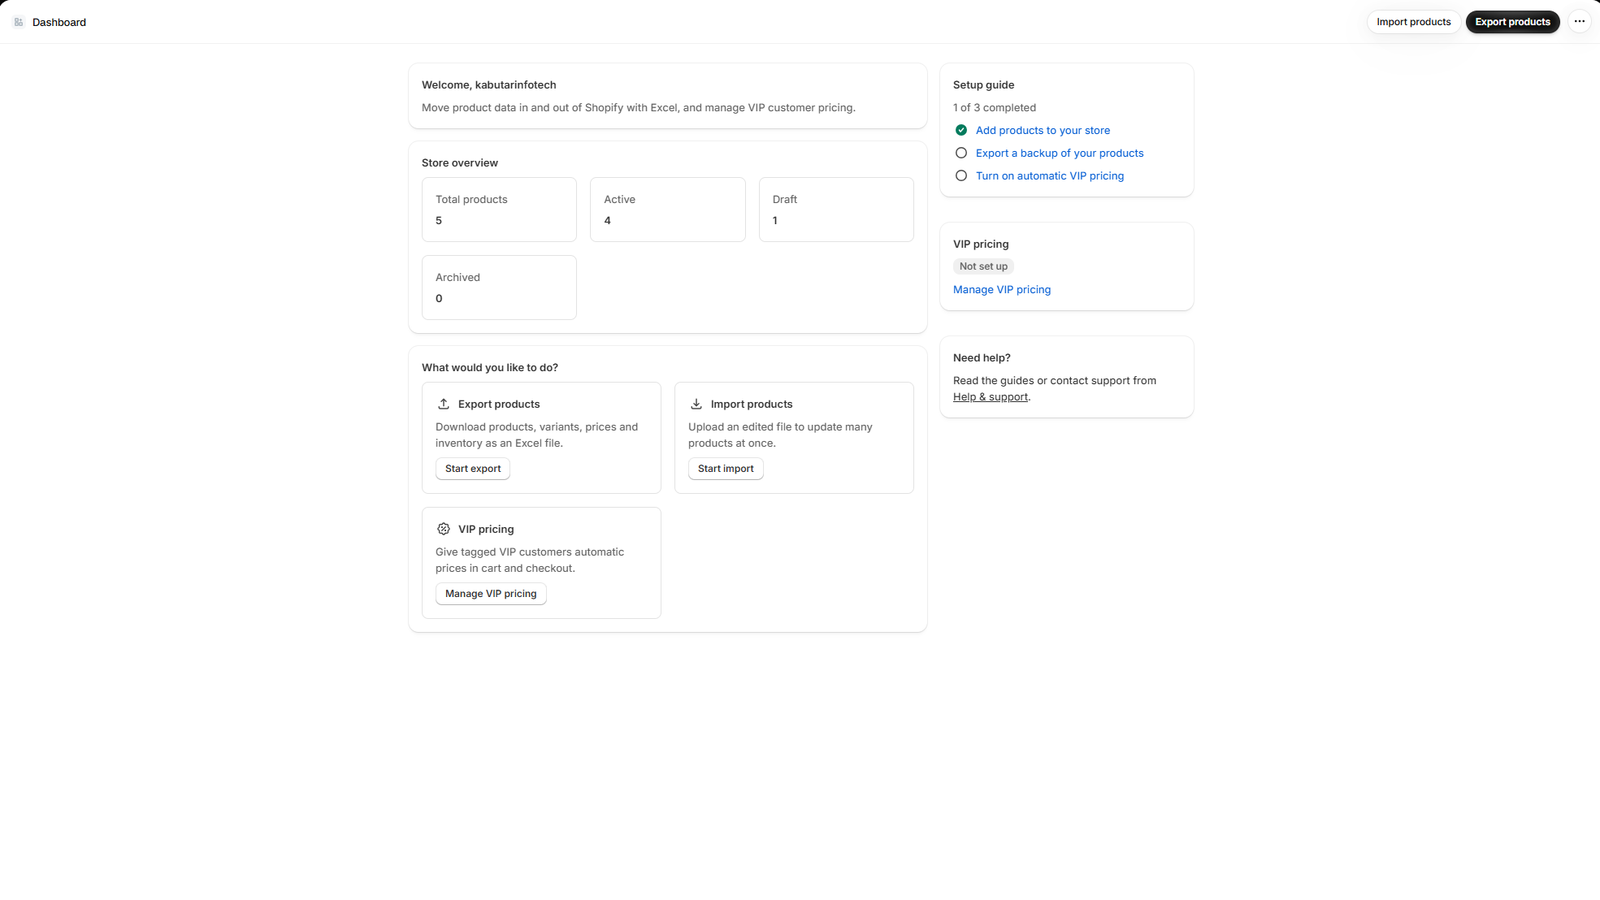 Dashboard
Import products
Export products
Welcome, kabutarinfotech
Move product data in and out of Shopify with Excel, and manage VIP customer pricing.
Store overview
Total products
5
Active
4
Draft
1
Archived
0
What would you like to do?
Export products
Download products, variants, prices and
inventory as an Excel file.
Start export
Import products
Upload an edited file to update many
products at once.
Start import
VIP pricing
Give tagged VIP customers automatic
prices in cart and checkout.
Manage VIP pricing
Setup guide
1 of 3 completed
Add products to your store
Export a backup of your products
Turn on automatic VIP pricing
VIP pricing
Not set up
Manage VIP pricing
Need help?
Read the guides or contact support from
Help & support.